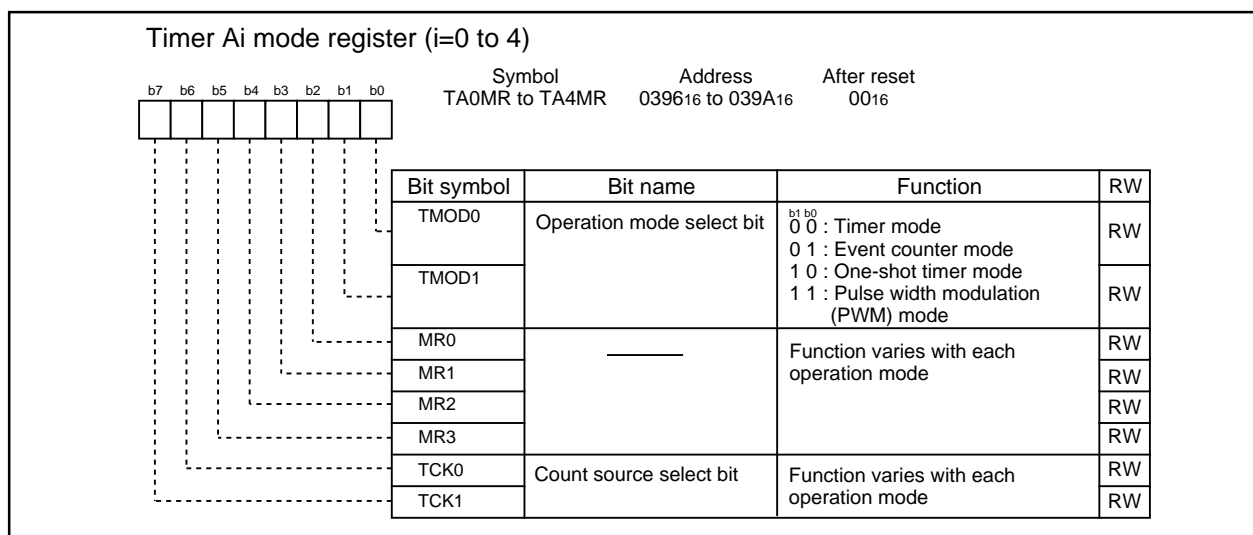 Timer Ai mode register (i=0 to 4)
Symbol Address After reset
TA0MR to TA4MR 039616 to 039A16 0016
b7 b6 b5 b4 b3 b2 b1 b0
Bit symbol Bit name Function RW
TMOD0 Operation mode select bit b1 b0
0 0 : Timer mode RW
0 1 : Event counter mode
1 0 : One-shot timer mode
TMOD1 1 1 : Pulse width modulation RW
(PWM) mode
MR0 Function varies with each RW
MR1 operation mode RW
MR2 RW
MR3 RW
TCK0 Count source select bit Function varies with each RW
TCK1 operation mode RW